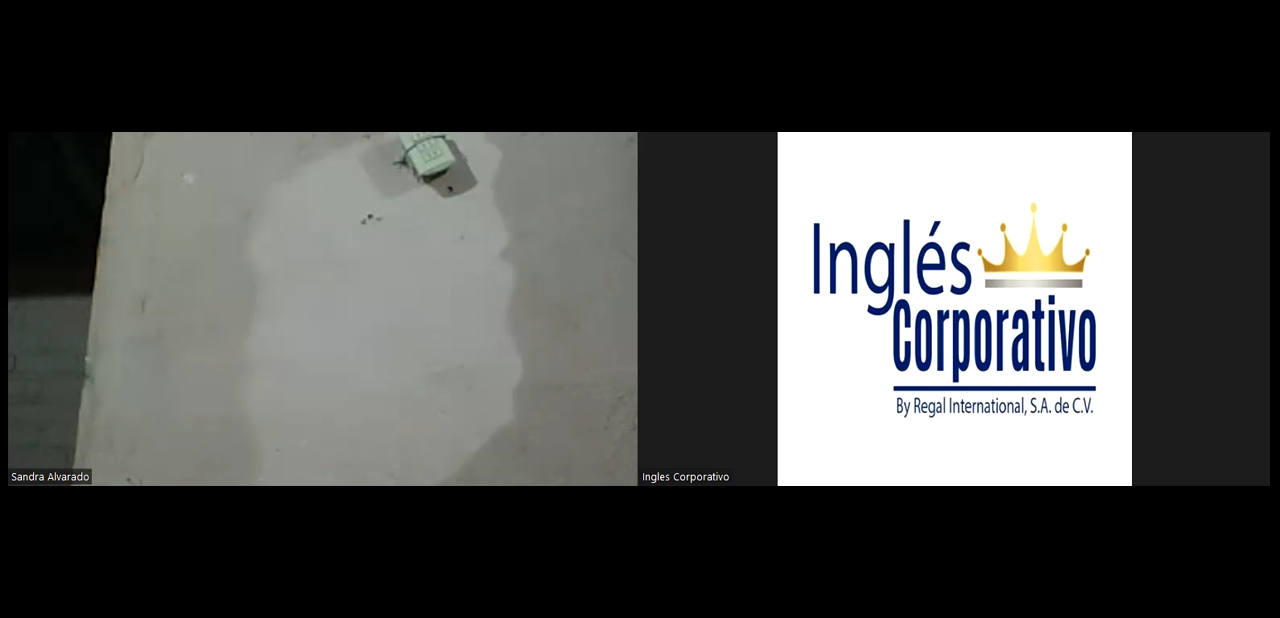 Inglés
Corporativo
By Regal International, S.A. de C.V.
Sandra Alvarado
Ingles Corporativo